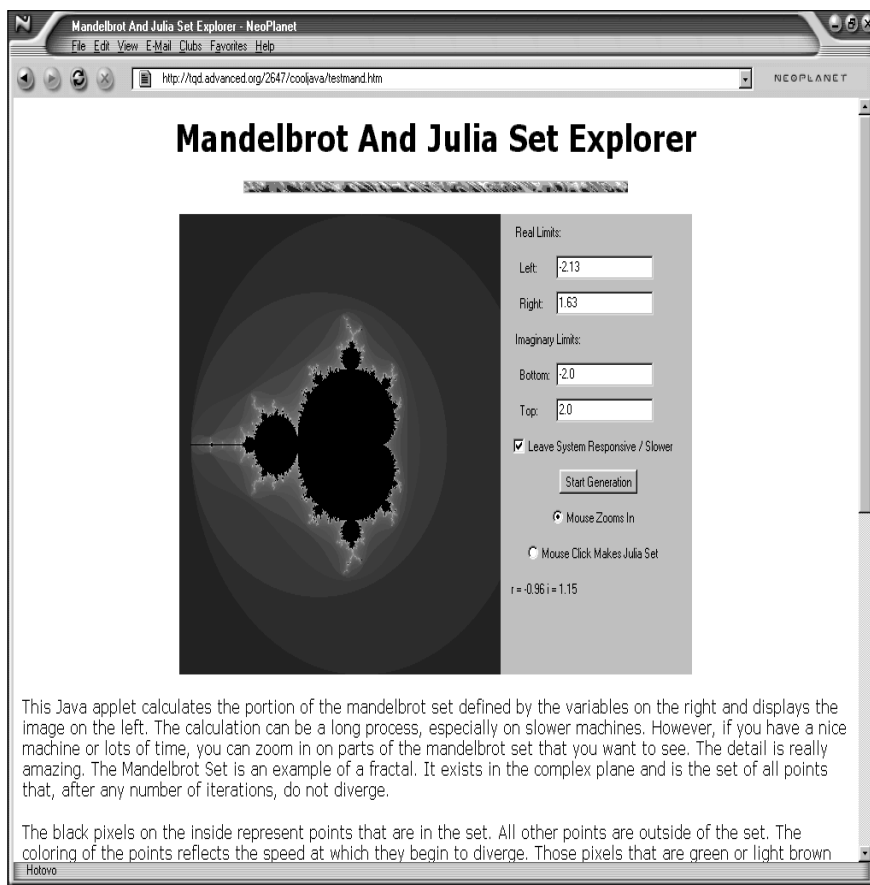 Mandelbrot And Julia Set Explorer - NeoPlanet
File Edit View E-Mail Clubs Favorites Help
http://tqd.advanced.org/2647/cooljava/testmand.htm
NEOPLANET
Mandelbrot And Julia Set Explorer
Real Limits:
Left: -2.13
Right: 1.63
Imaginary Limits:
Bottom: -2.0
Top: 2.0
Leave System Responsive / Slower
Start Generation
Mouse Zooms In
Mouse Click Makes Julia Set
r = -0.96 i = 1.15
This Java applet calculates the portion of the mandelbrot set defined by the variables on the right and displays the
image on the left. The calculation can be a long process, especially on slower machines. However, if you have a nice
machine or lots of time, you can zoom in on parts of the mandelbrot set that you want to see. The detail is really
amazing. The Mandelbrot Set is an example of a fractal. It exists in the complex plane and is the set of all points
that, after any number of iterations, do not diverge.
The black pixels on the inside represent points that are in the set. All other points are outside of the set. The
coloring of the points reflects the speed at which they begin to diverge. Those pixels that are green or light brown
Hotovo